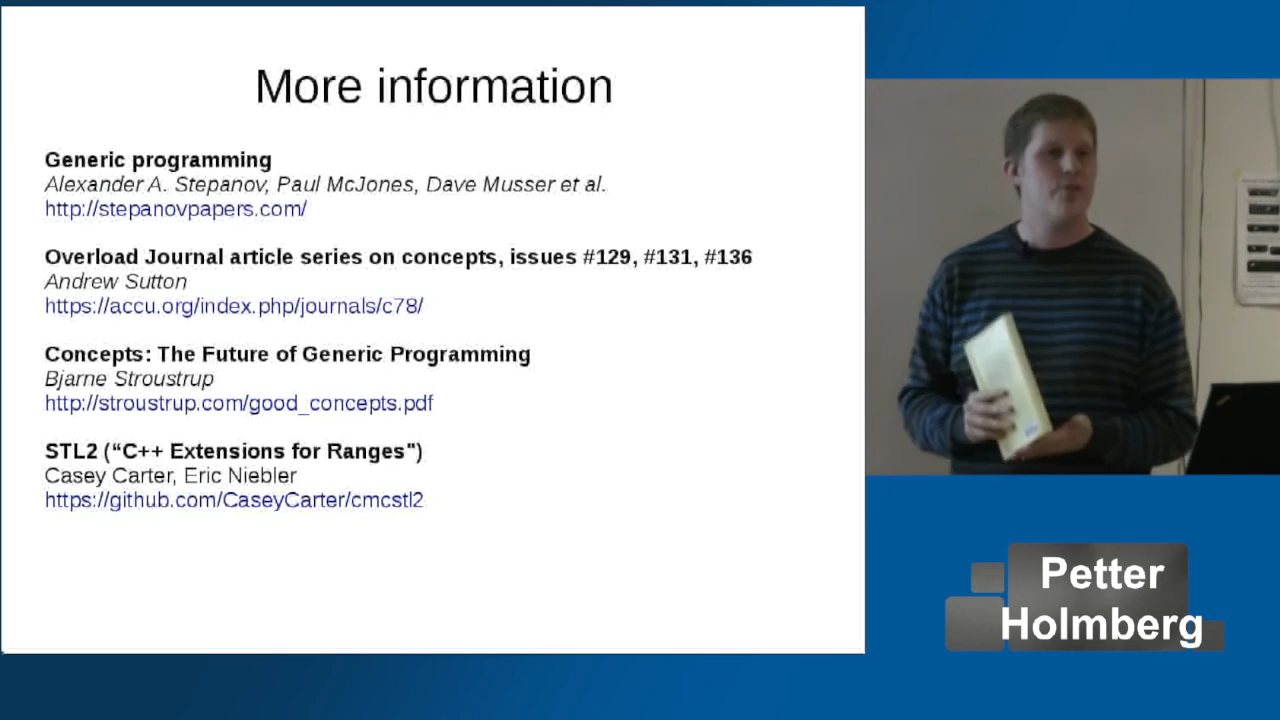 More information
Generic programming
Alexander A. Stepanov, Paul McJones, Dave Musser et al.
http://stepanovpapers.com/
Overload Journal article series on concepts, issues #129, #131, #136
Andrew Sutton
https://accu.org/index.php/journals/c78/
Concepts: The Future of Generic Programming
Bjarne Stroustrup
http://stroustrup.com/good_concepts.pdf
STL2 (“C++ Extensions for Ranges")
Casey Carter, Eric Niebler
https://github.com/CaseyCarter/cmcstl2
Petter
Holmberg